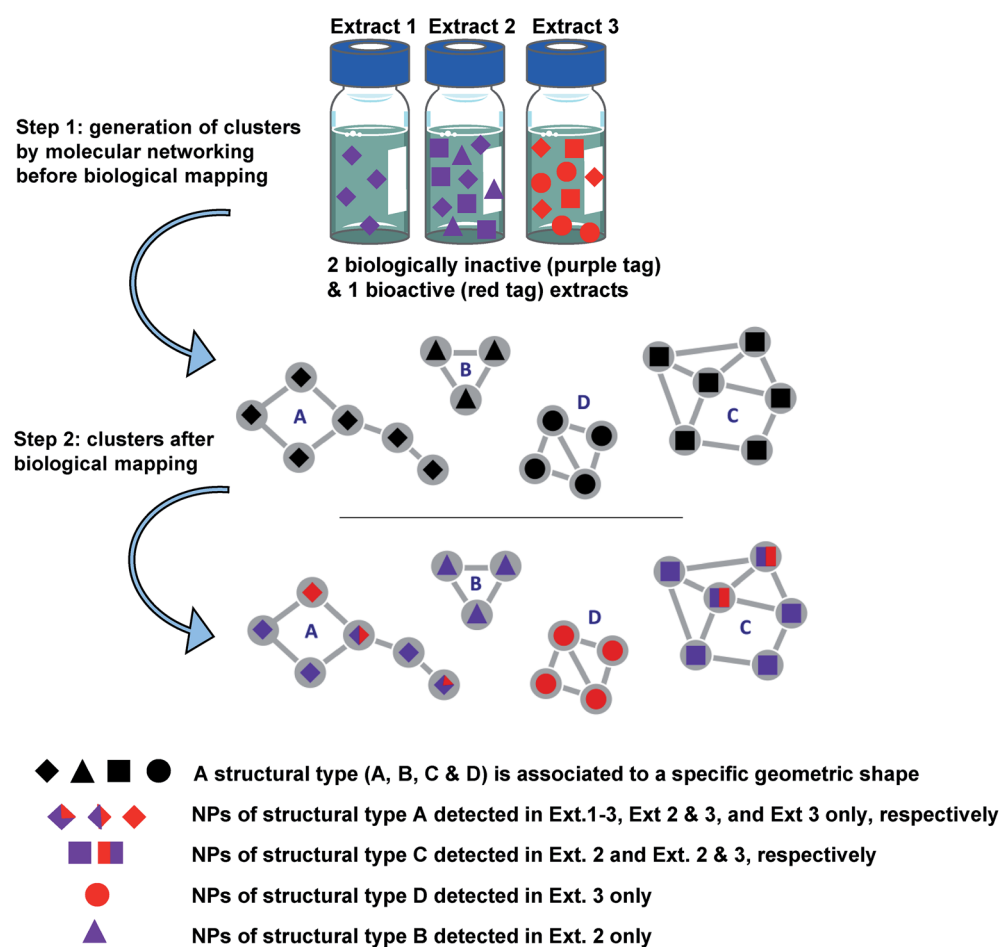 Extract 1 Extract 2 Extract 3
Step 1: generation of clusters
by molecular networking
before biological mapping
2 biologically inactive (purple tag)
& 1 bioactive (red tag) extracts
B
A
D
C
Step 2: clusters after
biological mapping
B
A
D
C
A structural type (A, B, C & D) is associated to a specific geometric shape
NPs of structural type A detected in Ext.1-3, Ext 2 & 3, and Ext 3 only, respectively
NPs of structural type C detected in Ext. 2 and Ext. 2 & 3, respectively
NPs of structural type D detected in Ext. 3 only
NPs of structural type B detected in Ext. 2 only